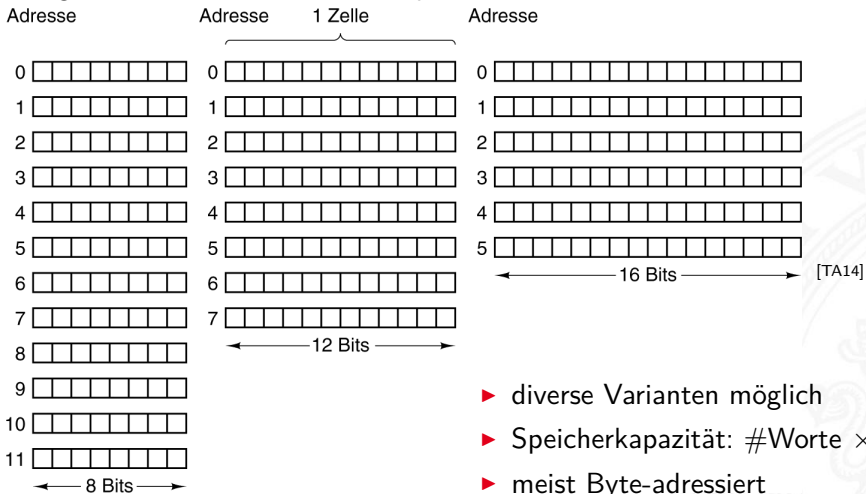 Adresse
0
1
2
3
4
5
6
7
8
9
10
11
8 Bits
Adresse 1 Zelle
0
1
2
3
4
5
6
7
12 Bits
Adresse
0
1
2
3
4
5
16 Bits
[TA14]
► diverse Varianten möglich
► Speicherkapazität: #Worte ×
► meist Byte-adressiert